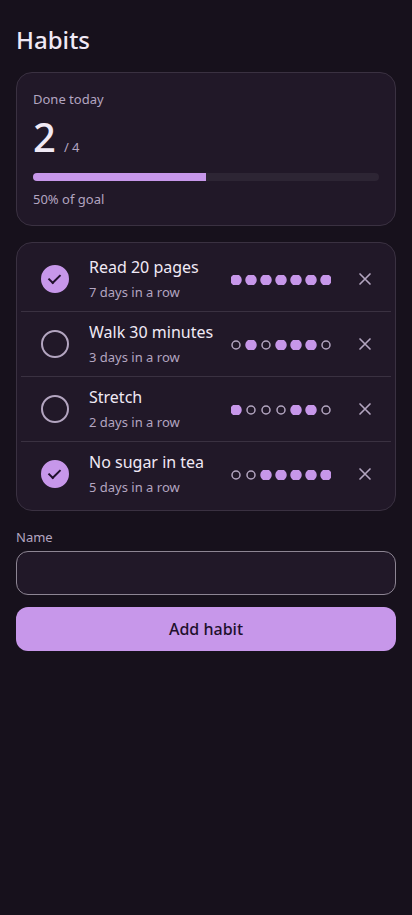 Habits
Done today
2 / 4
50% of goal
Read 20 pages
7 days in a row
Walk 30 minutes
3 days in a row
Stretch
2 days in a row
No sugar in tea
5 days in a row
Name
Add habit